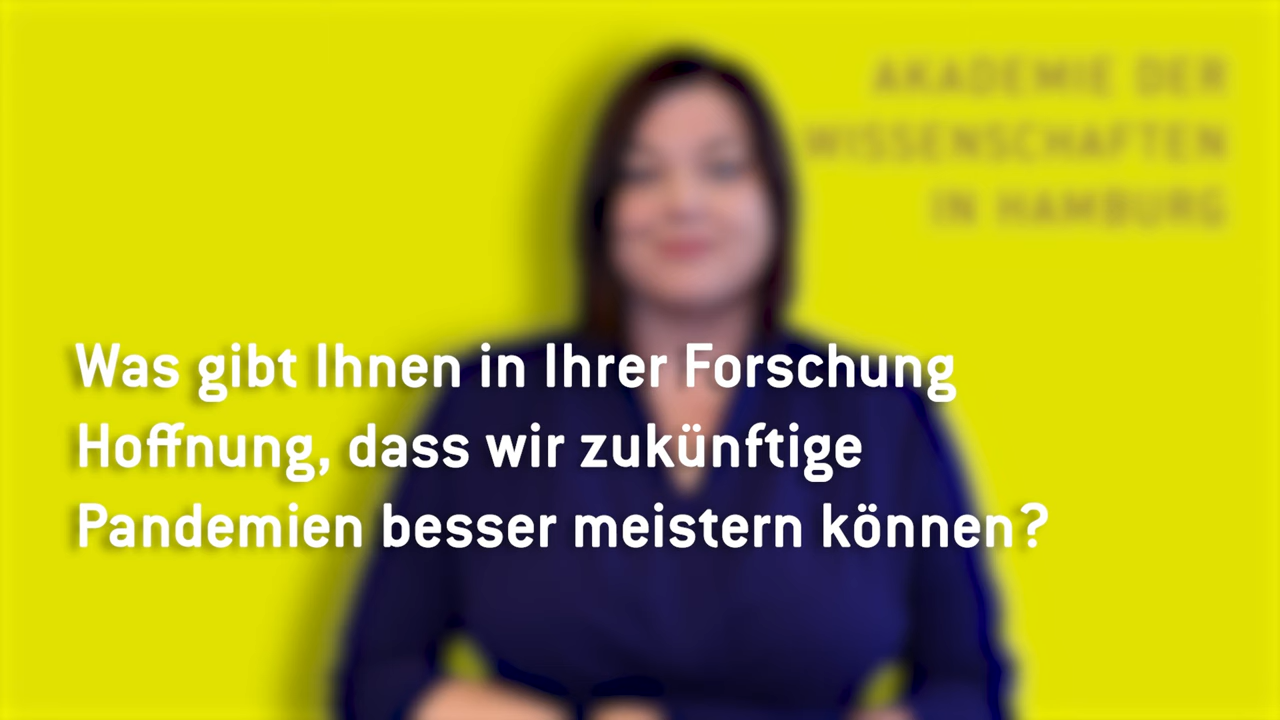 AKADEMIE DER
WISSENSCHAFTEN
IN HAMBURG
Was gibt Ihnen in Ihrer Forschung
Hoffnung, dass wir zukünftige
Pandemien besser meistern können?